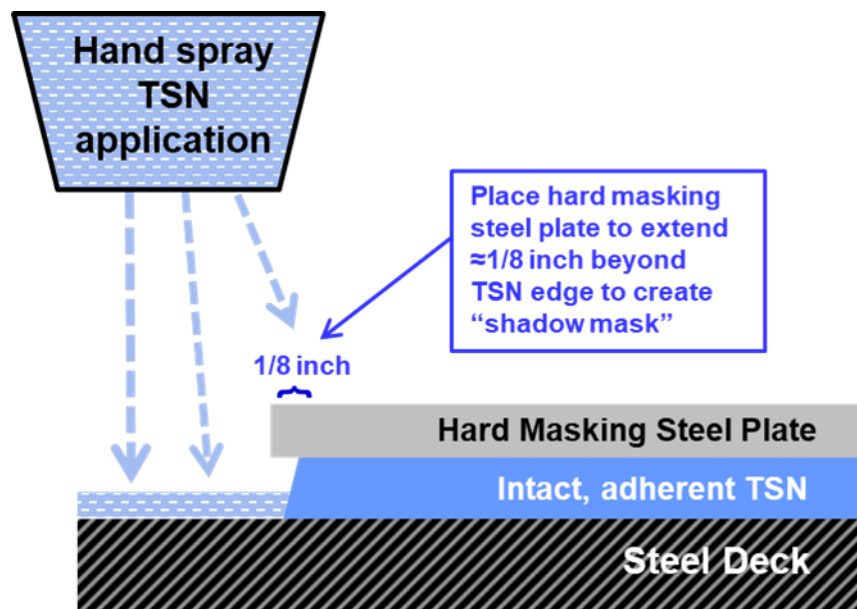 Hand spray
TSN
application
Place hard masking
steel plate to extend
≈1/8 inch beyond
TSN edge to create
“shadow mask”
1/8 inch
Hard Masking Steel Plate
Intact, adherent TSN
Steel Deck